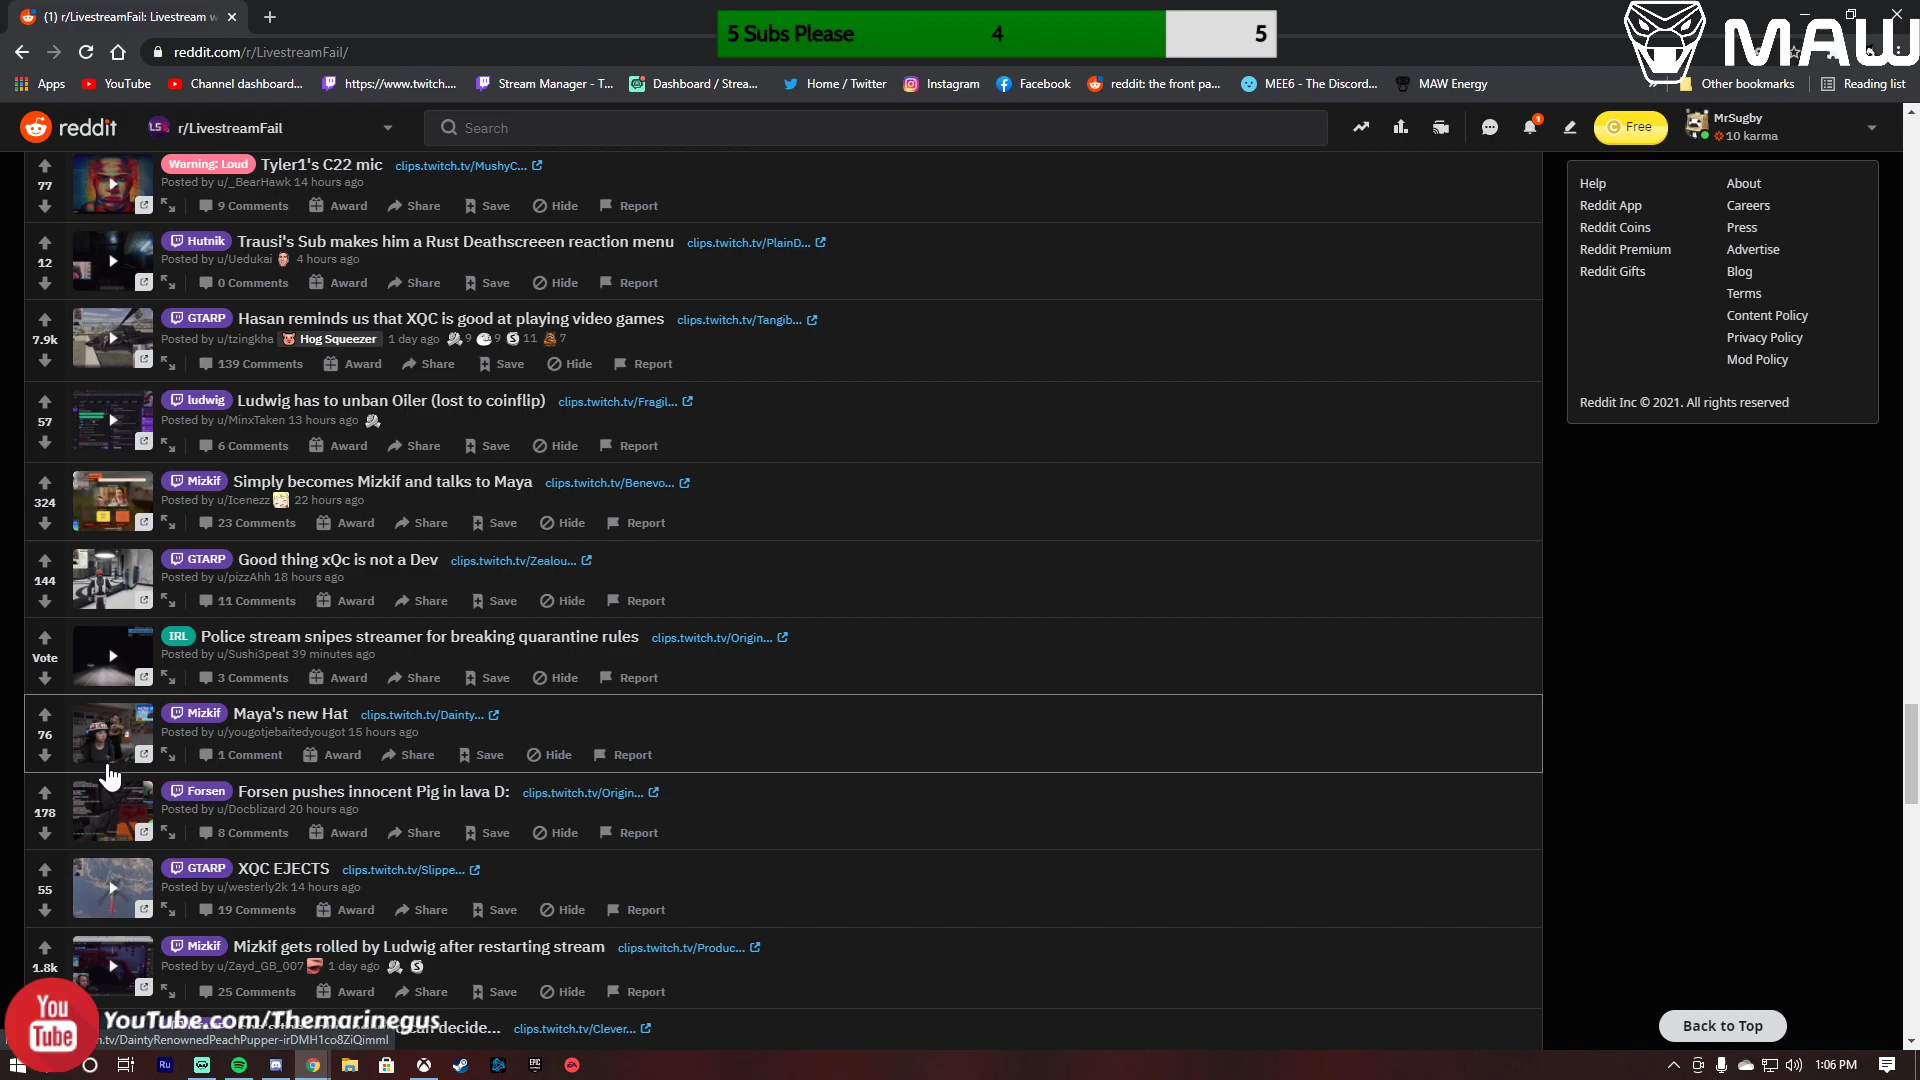 (1) r/LivestreamFail: Livestream w
5 Subs Please 4 5
MAW
reddit.com/r/LivestreamFail/
Apps YouTube Channel dashboard... https://www.twitch... Stream Manager - T... Dashboard / Strea... Home / Twitter Instagram Facebook reddit: the front pa... MEE6 - The Discord... MAW Energy Other bookmarks Reading list
reddit r/LivestreamFail Search 1 Free MrSugby
10 karma
Warning: Loud Tyler1's C22 mic clips.twitch.tv/MushyC...
77 Posted by u/_BearHawk 14 hours ago
9 Comments Award Share Save Hide Report
Hutnik Trausi's Sub makes him a Rust Deathscreeen reaction menu clips.twitch.tv/PlainD...
12 Posted by u/Uedukai 4 hours ago
0 Comments Award Share Save Hide Report
GTARP Hasan reminds us that XQC is good at playing video games clips.twitch.tv/Tangib...
7.9k Posted by u/tzingkha Hog Squeezer 1 day ago 9 9 11 7
139 Comments Award Share Save Hide Report
ludwig Ludwig has to unban Oiler (lost to coinflip) clips.twitch.tv/Fragil...
57 Posted by u/MinxTaken 13 hours ago
6 Comments Award Share Save Hide Report
Mizkif Simply becomes Mizkif and talks to Maya clips.twitch.tv/Benevo...
324 Posted by u/Icenezz 22 hours ago
23 Comments Award Share Save Hide Report
GTARP Good thing xQc is not a Dev clips.twitch.tv/Zealou...
144 Posted by u/pizzAhh 18 hours ago
11 Comments Award Share Save Hide Report
IRL Police stream snipes streamer for breaking quarantine rules clips.twitch.tv/Origin...
Vote Posted by u/Sushi3peat 39 minutes ago
3 Comments Award Share Save Hide Report
Mizkif Maya's new Hat clips.twitch.tv/Dainty...
76 Posted by u/yougotjebaitedyougot 15 hours ago
1 Comment Award Share Save Hide Report
Forsen Forsen pushes innocent Pig in lava D: clips.twitch.tv/Origin...
178 Posted by u/Docblizard 20 hours ago
8 Comments Award Share Save Hide Report
GTARP XQC EJECTS clips.twitch.tv/Slippe...
55 Posted by u/westerly2k 14 hours ago
19 Comments Award Share Save Hide Report
Mizkif Mizkif gets rolled by Ludwig after restarting stream clips.twitch.tv/Produc...
1.8k Posted by u/Zayd_GB_007 1 day ago
25 Comments Award Share Save Hide Report
decide... clips.twitch.tv/Clever...
You
Tube
YouTube.com/Themarinegus
h.tv/DaintyRenownedPeachPupper-irDMH1co8ZiQimml
Help About
Reddit App Careers
Reddit Coins Press
Reddit Premium Advertise
Reddit Gifts Blog
Terms
Content Policy
Privacy Policy
Mod Policy
Reddit Inc © 2021. All rights reserved
Back to Top
Ru EPIC EA 1:06 PM